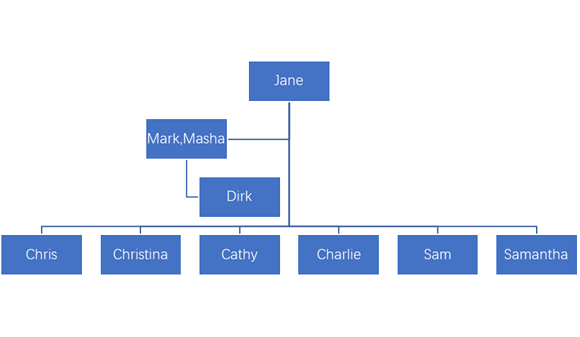 Jane
Mark,Masha
Dirk
Chris
Christina
Cathy
Charlie
Sam
Samantha